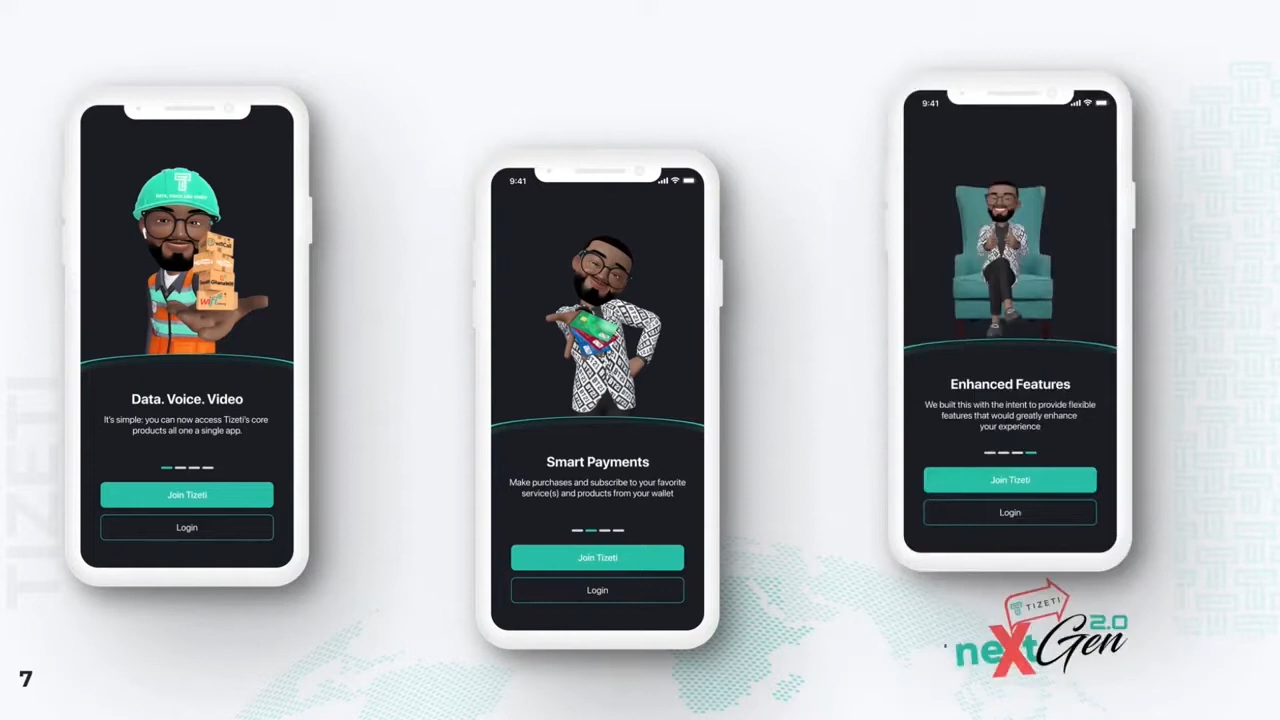 Data. Voice. Video
It's simple: you can now access Tizeti's core
products all one a single app.
Join Tizeti
Login
9:41
Smart Payments
Make purchases and subscribe to your favorite
service(s) and products from your wallet
Join Tizeti
Login
9:41
Enhanced Features
We built this with the intent to provide flexible
features that would greatly enhance
your experience
Join Tizeti
Login
TIZETI
TIZETI
neXtGen 2.0
7